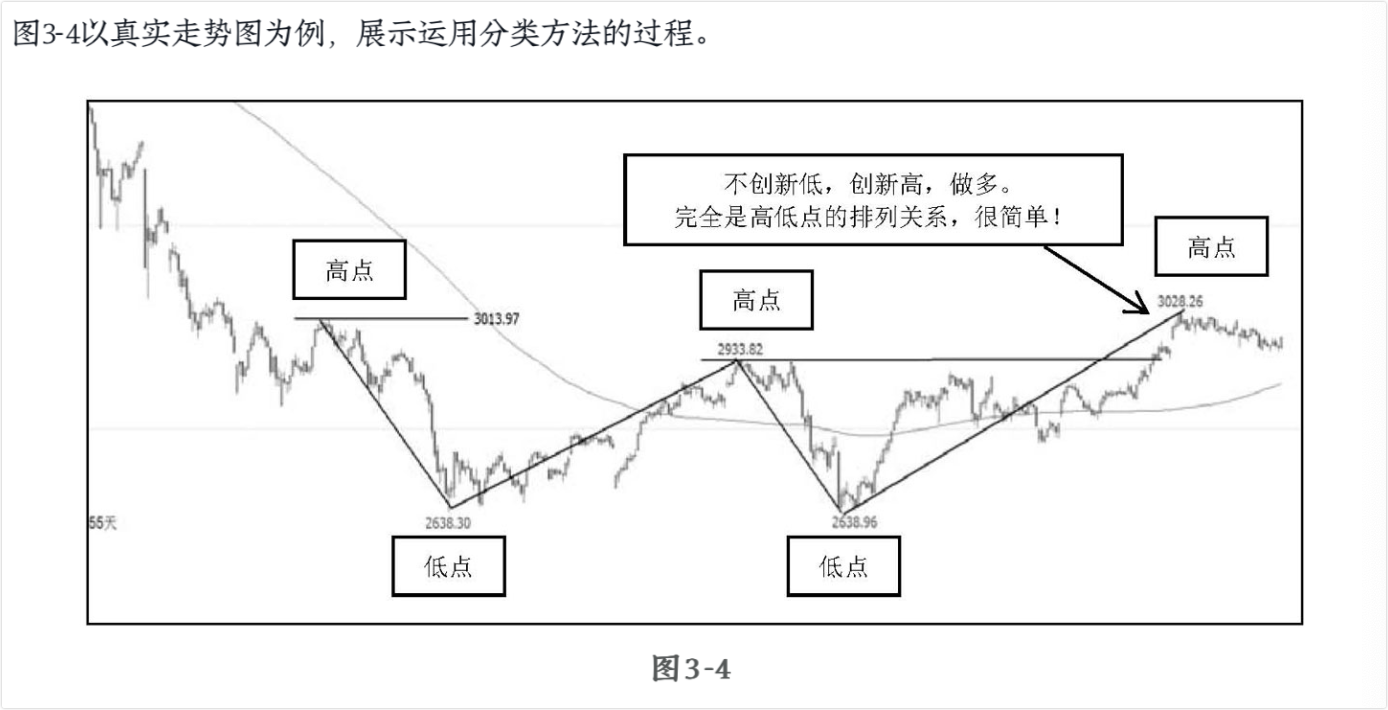 图3-4以真实走势图为例，展示运用分类方法的过程。
不创新低，创新高，做多。
完全是高低点的排列关系，很简单！
高点
高点
高点
3028.26
3013.97
2933.82
55天
2638.30
2638.96
低点
低点
图3-4